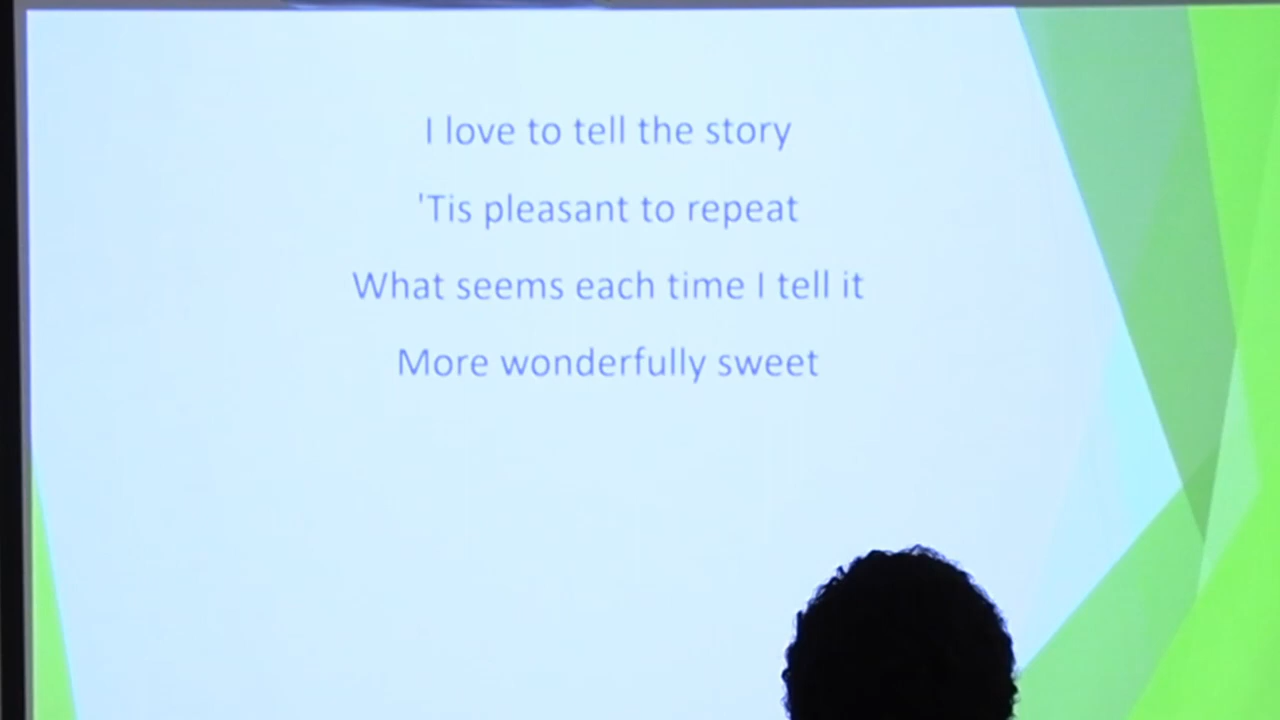 I love to tell the story
'Tis pleasant to repeat
What seems each time I tell it
More wonderfully sweet